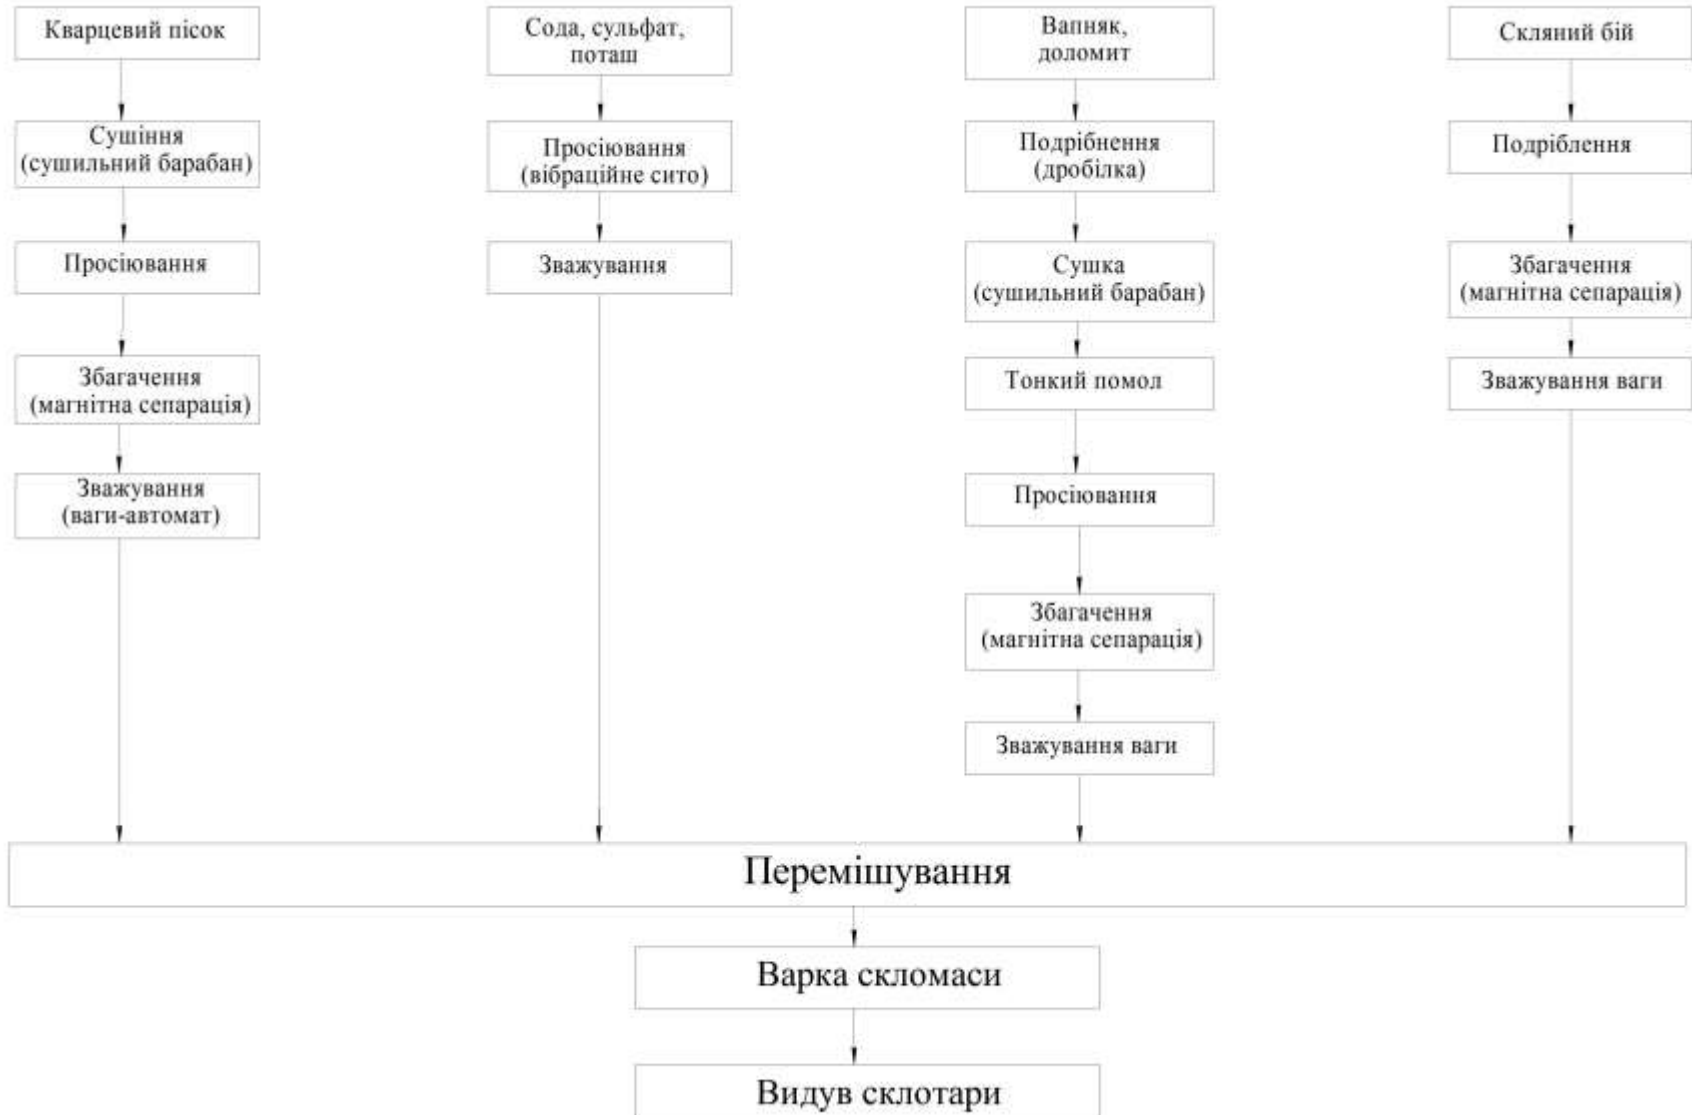 Кварцевий пісок
Сушіння
(сушильний барабан)
Просіювання
Збагачення
(магнітна сепарація)
Зважування
(ваги-автомат)
Сода, сульфат,
поташ
Просіювання
(вібраційне сито)
Зважування
Вапняк,
доломит
Подрібнення
(дробілка)
Сушка
(сушильний барабан)
Тонкий помол
Просіювання
Збагачення
(магнітна сепарація)
Зважування ваги
Скляний бій
Подріблення
Збагачення
(магнітна сепарація)
Зважування ваги
Перемішування
Варка скломаси
Видув склотари